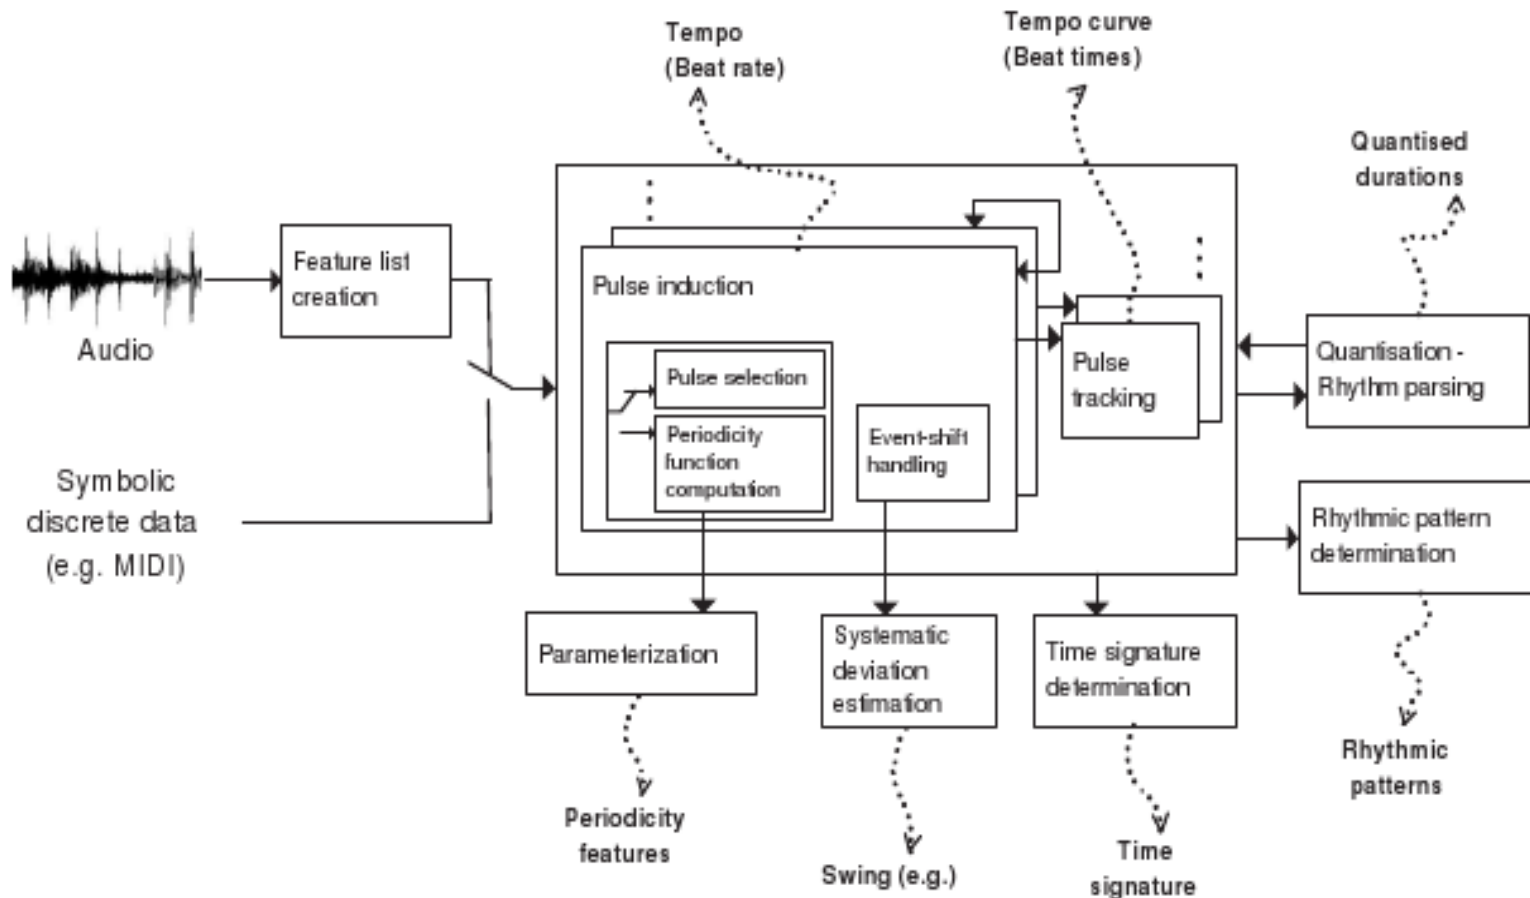 Tempo
(Beat rate)
Tempo curve
(Beat times)
Quantised
durations
Feature list
creation
Audio
Pulse induction
Pulse selection
Periodicity
function
computation
Event-shift
handling
Pulse
tracking
Quantisation -
Rhythm parsing
Symbolic
discrete data
(e.g. MIDI)
Rhythmic pattern
determination
Parameterization
Systematic
deviation
estimation
Time signature
determination
Rhythmic
patterns
Periodicity
features
Swing (e.g.)
Time
signature